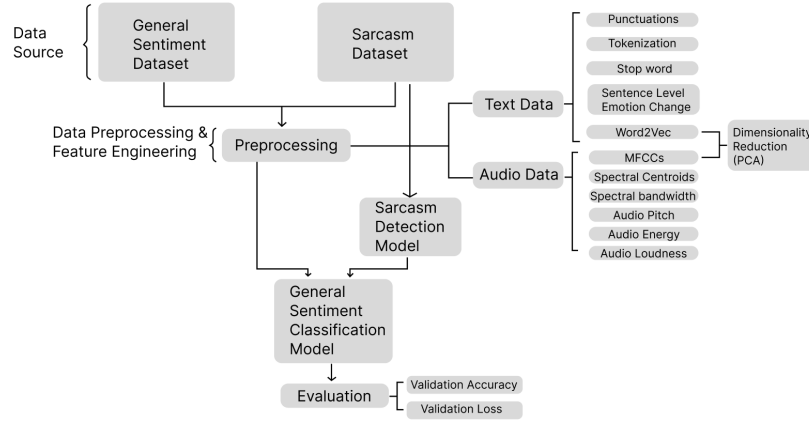 Data
Source
General
Sentiment
Dataset
Sarcasm
Dataset
Data Preprocessing &
Feature Engineering
Preprocessing
Text Data
Punctuations
Tokenization
Stop word
Sentence Level
Emotion Change
Word2Vec
Audio Data
MFCCs
Spectral Centroids
Spectral bandwidth
Audio Pitch
Audio Energy
Audio Loudness
Dimensionality
Reduction
(PCA)
Sarcasm
Detection
Model
General
Sentiment
Classification
Model
Evaluation
Validation Accuracy
Validation Loss